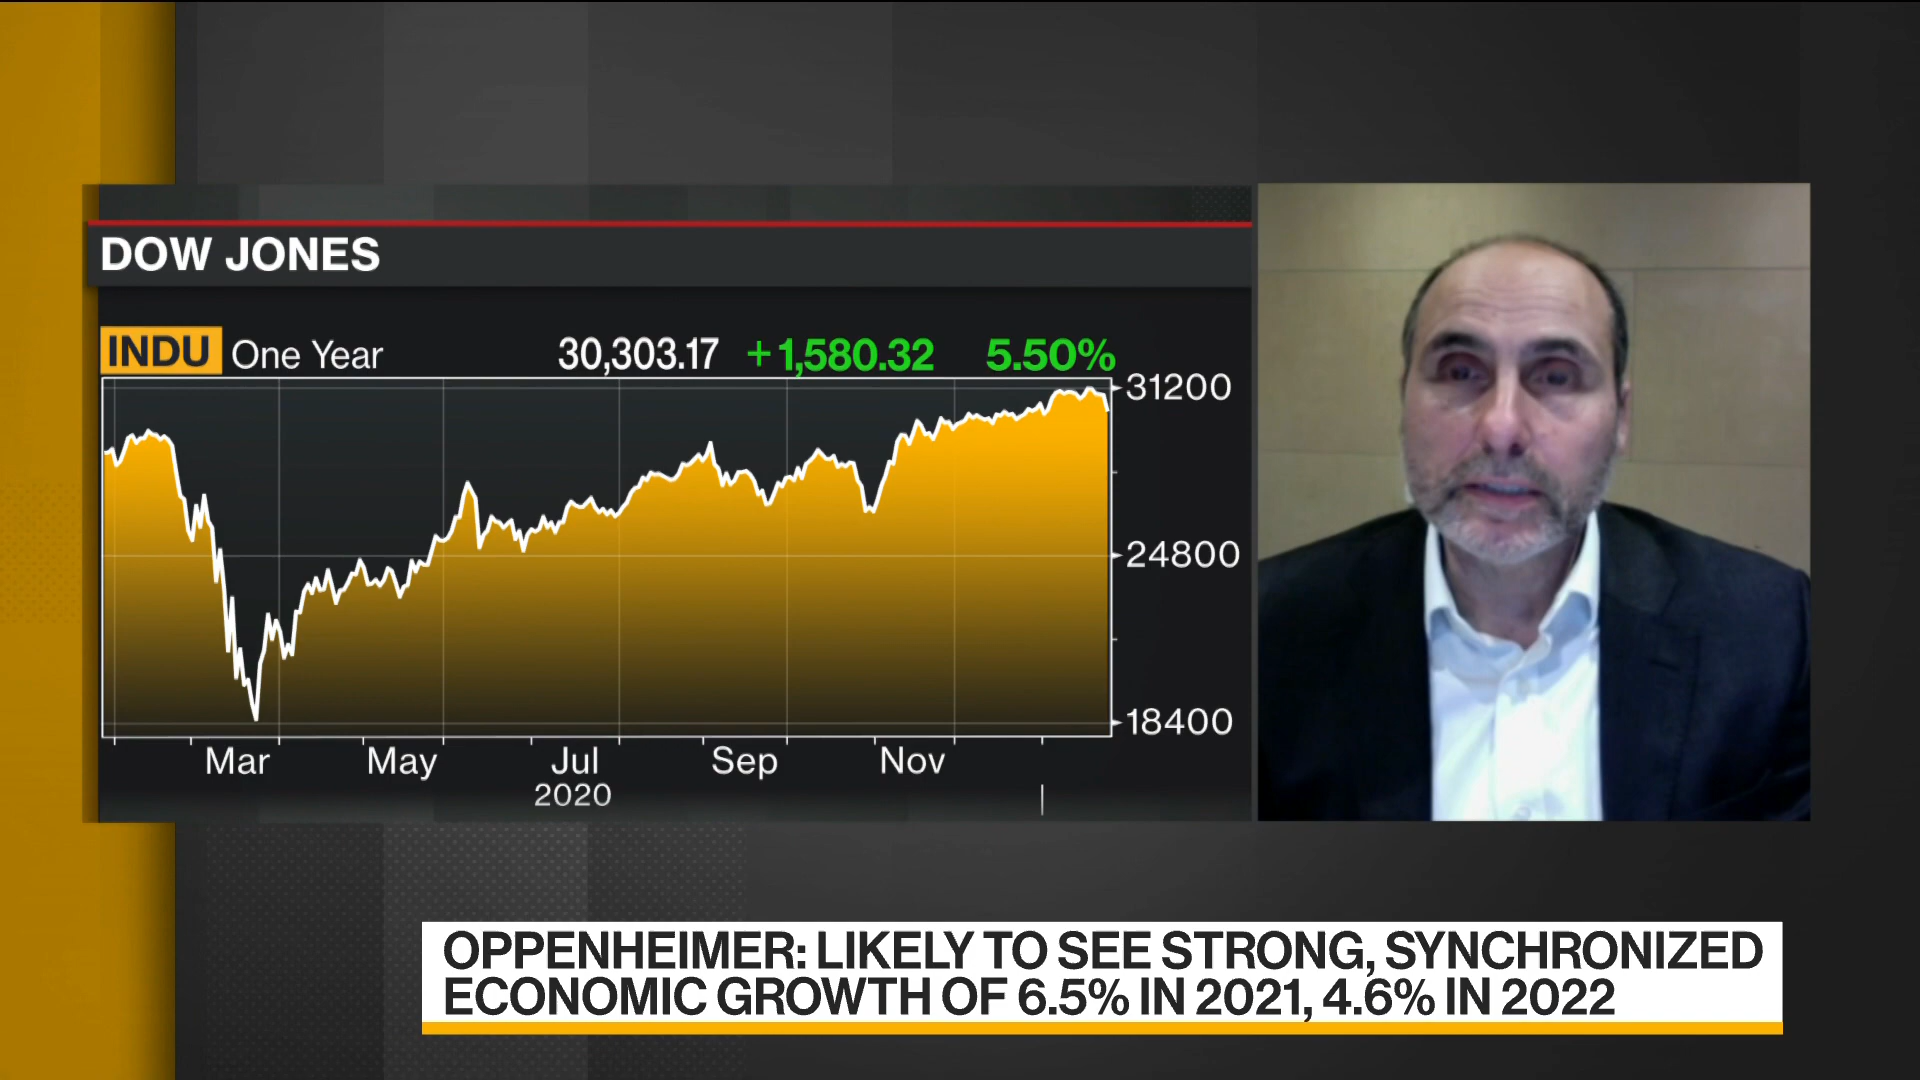 DOW JONES
INDU One Year 30,303.17 +1,580.32 5.50%
31200
24800
18400
Mar May Jul Sep Nov
2020
OPPENHEIMER: LIKELY TO SEE STRONG, SYNCHRONIZED
ECONOMIC GROWTH OF 6.5% IN 2021, 4.6% IN 2022